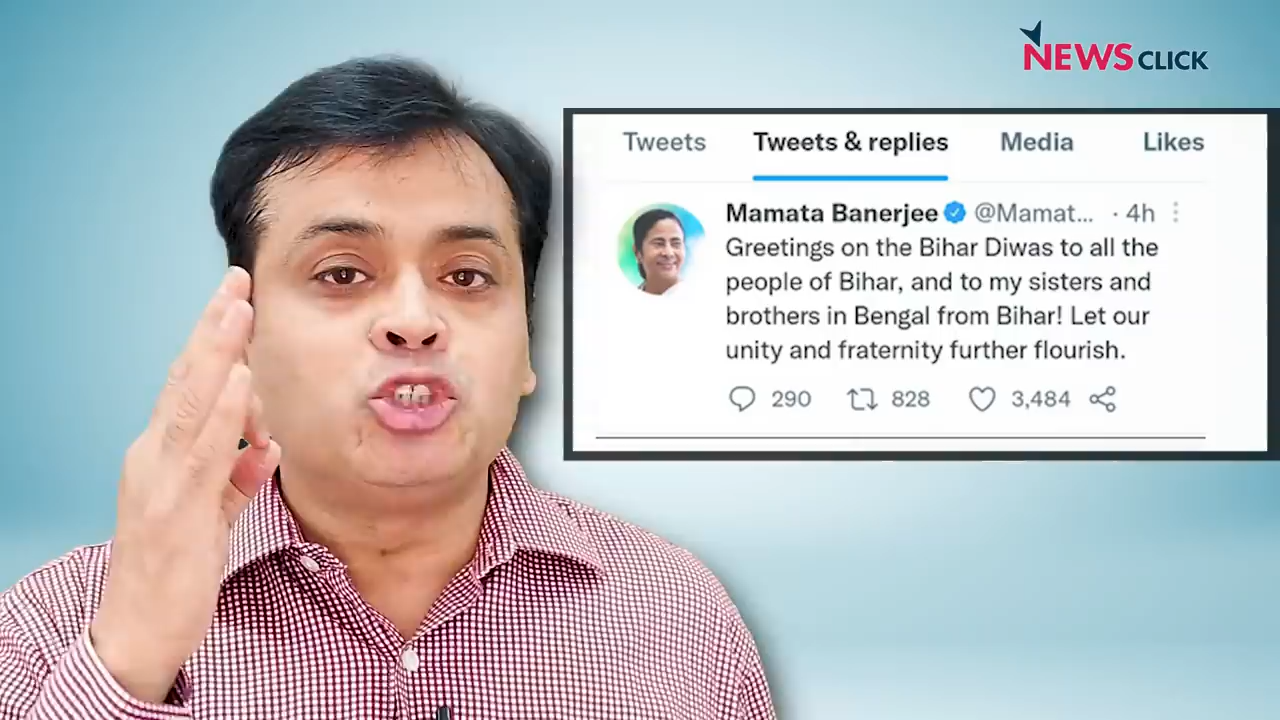 NEWS CLICK
Tweets Tweets & replies Media Likes
Mamata Banerjee @Mamat... · 4h
Greetings on the Bihar Diwas to all the
people of Bihar, and to my sisters and
brothers in Bengal from Bihar! Let our
unity and fraternity further flourish.
290 828 3,484